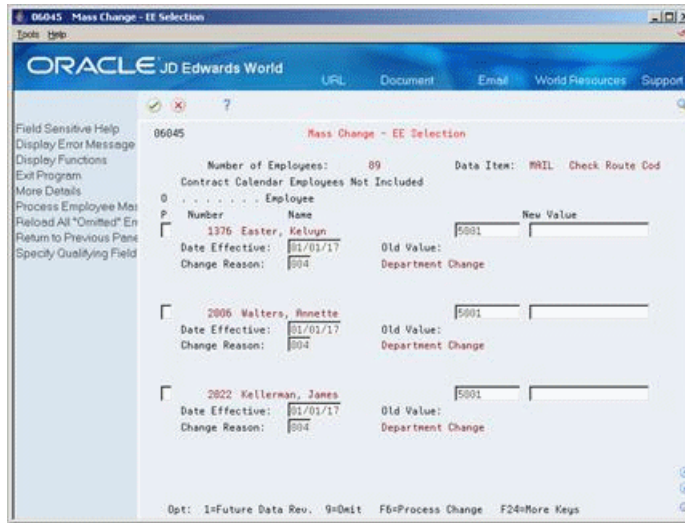 06045 Mass Change - EE Selection
Tools Help
ORACLE JD Edwards World
URL Document Email World Resources Support
?
Field Sensitive Help
Display Error Message
Display Functions
Exit Program
More Details
Process Employee Mas
Reload All "Omitted" En
Return to Previous Pane
Specify Qualifying Field
06045 Mass Change - EE Selection
Number of Employees: 89 Data Item: MAIL Check Route Cod
Contract Calendar Employees Not Included
O . . . . . . . Employee
P Number Name New Value
1376 Easter, Kelvyn 5001
Date Effective: 01/01/17 Old Value:
Change Reason: 004 Department Change
2006 Walters, Annette 5001
Date Effective: 01/01/17 Old Value:
Change Reason: 004 Department Change
2022 Kellerman, James 5001
Date Effective: 01/01/17 Old Value:
Change Reason: 004 Department Change
Opt: 1=Future Data Rev. 9=Omit F6=Process Change F24=More Keys